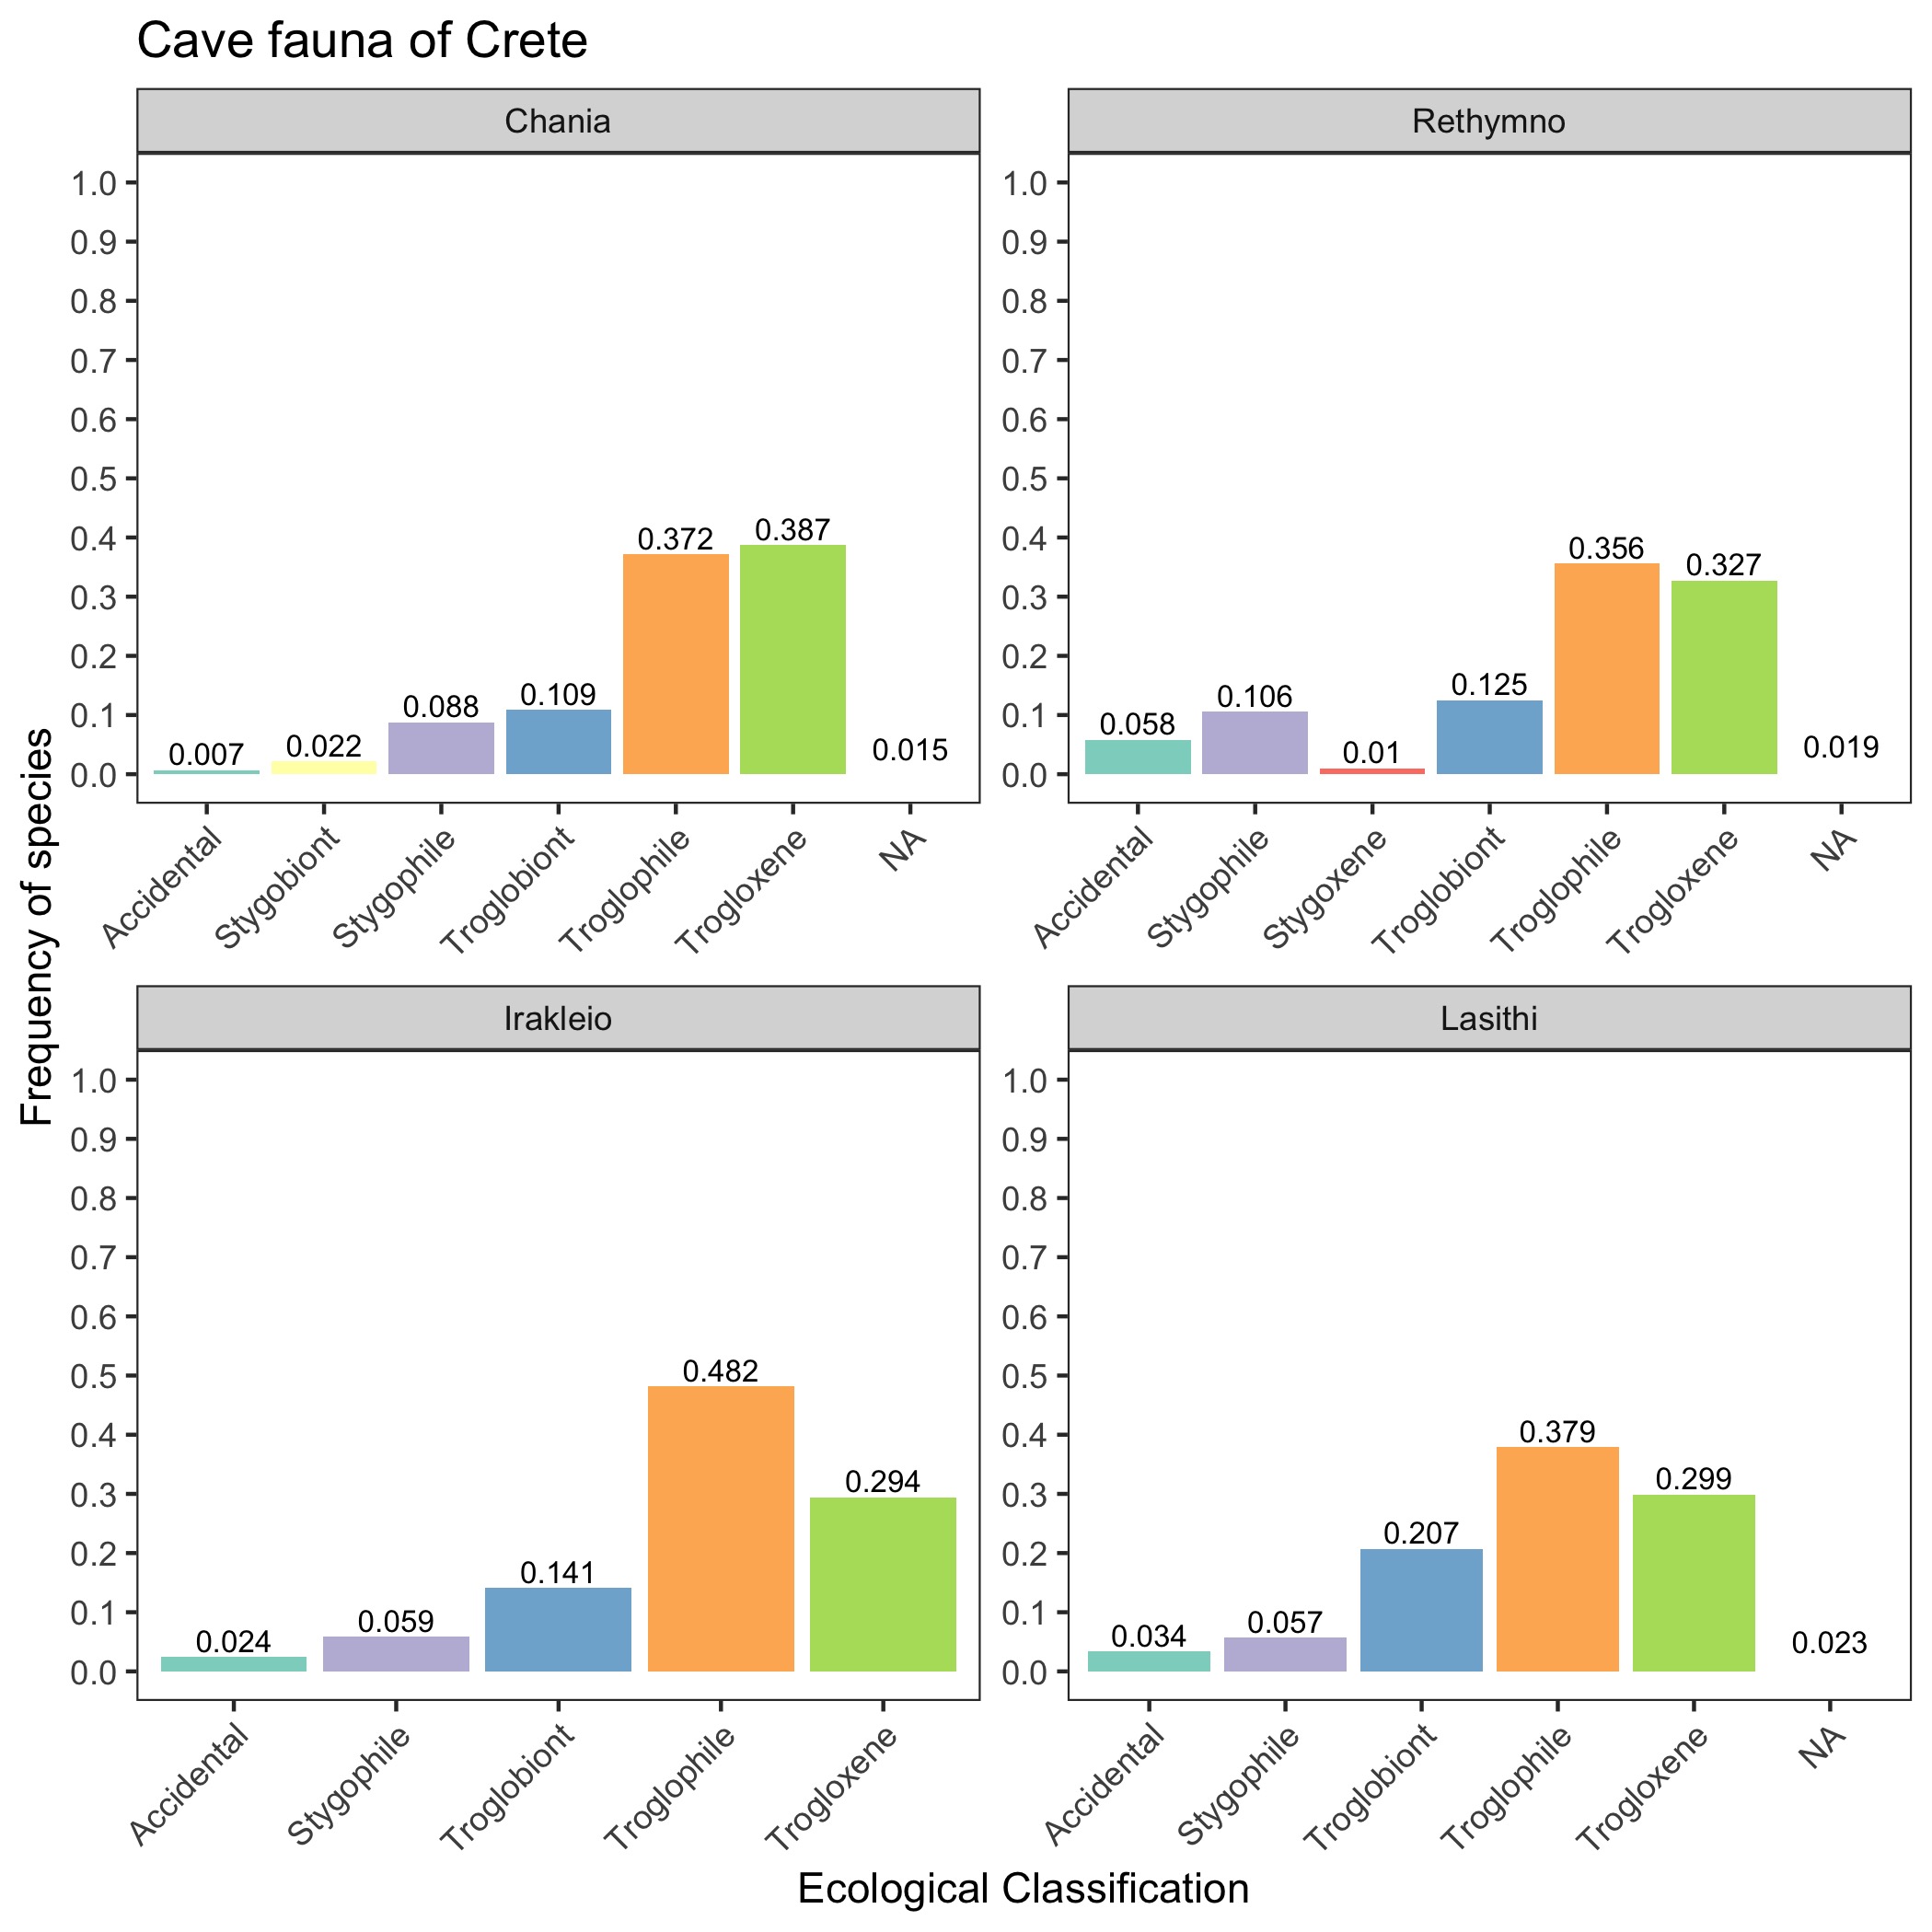 Cave fauna of Crete
Chania
1.0
0.9
0.8
0.7
0.6
0.5
0.4
0.3
0.2
0.1
0.0
0.007
0.022
0.088
0.109
0.372
0.387
0.015
Accidental
Stygobiont
Stygophile
Troglobiont
Troglophile
Trogloxene
NA
Rethymno
1.0
0.9
0.8
0.7
0.6
0.5
0.4
0.3
0.2
0.1
0.0
0.058
0.106
0.01
0.125
0.356
0.327
0.019
Accidental
Stygophile
Stygoxene
Troglobiont
Troglophile
Trogloxene
NA
Frequency of species
Irakleio
1.0
0.9
0.8
0.7
0.6
0.5
0.4
0.3
0.2
0.1
0.0
0.024
0.059
0.141
0.482
0.294
Accidental
Stygophile
Troglobiont
Troglophile
Trogloxene
Lasithi
1.0
0.9
0.8
0.7
0.6
0.5
0.4
0.3
0.2
0.1
0.0
0.034
0.057
0.207
0.379
0.299
0.023
Accidental
Stygophile
Troglobiont
Troglophile
Trogloxene
NA
Ecological Classification